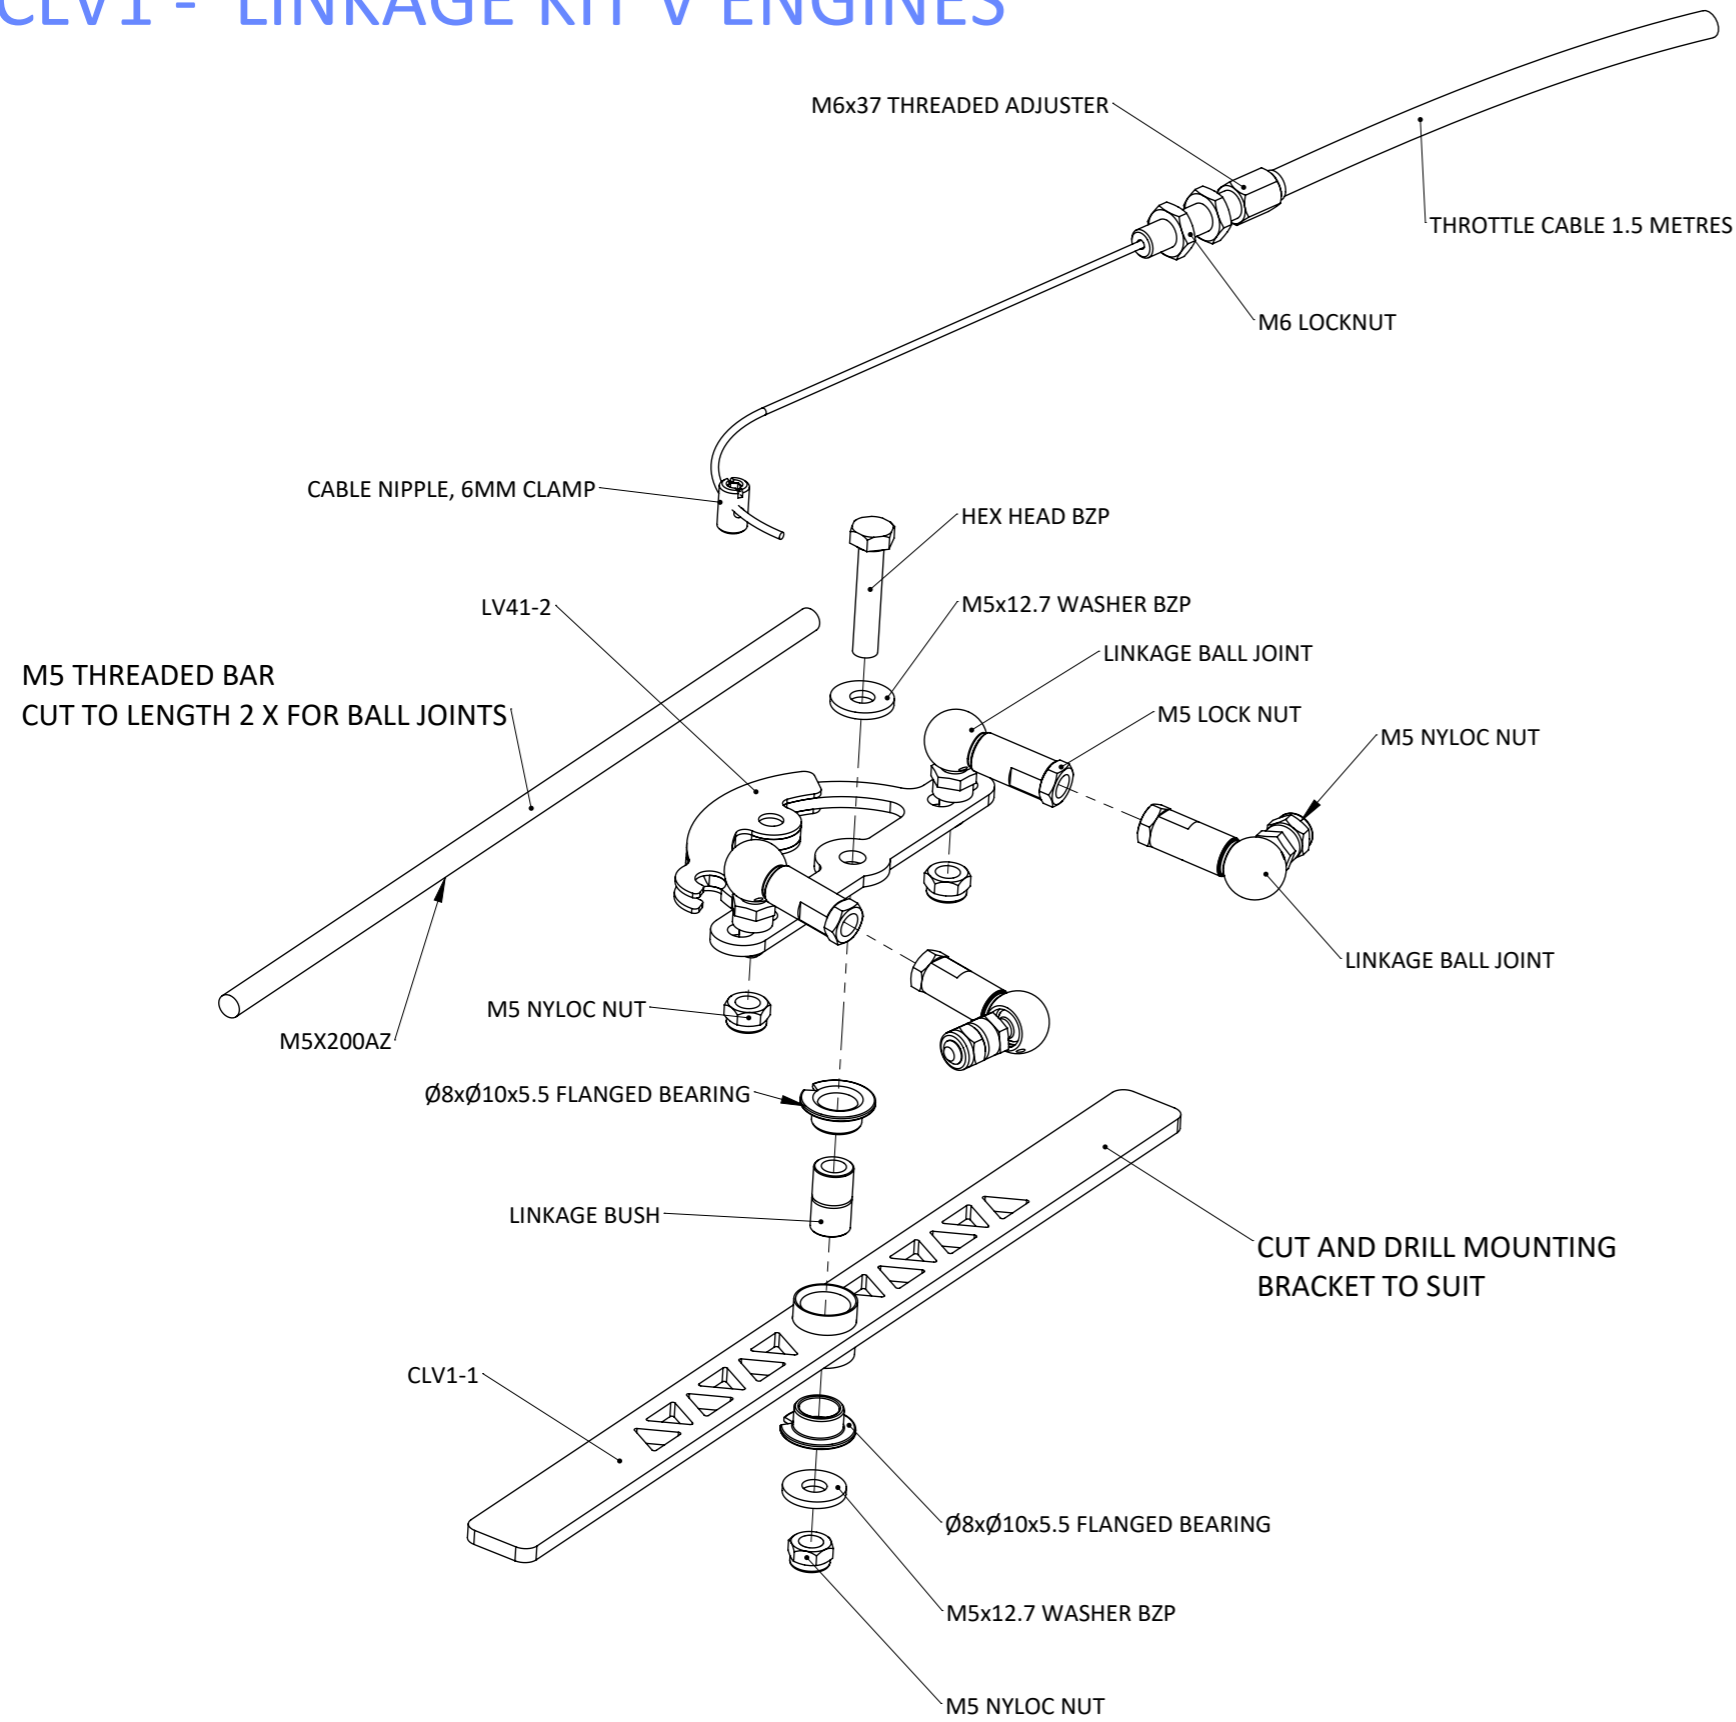 CLV1 - LINKAGE KIT V ENGINES
M6x37 THREADED ADJUSTER
THROTTLE CABLE 1.5 METRES
M6 LOCKNUT
CABLE NIPPLE, 6MM CLAMP
HEX HEAD BZP
LV41-2
M5x12.7 WASHER BZP
LINKAGE BALL JOINT
M5 THREADED BAR
CUT TO LENGTH 2 X FOR BALL JOINTS
M5 LOCK NUT
M5 NYLOC NUT
LINKAGE BALL JOINT
M5 NYLOC NUT
M5X200AZ
Ø8xØ10x5.5 FLANGED BEARING
LINKAGE BUSH
CUT AND DRILL MOUNTING
BRACKET TO SUIT
CLV1-1
Ø8xØ10x5.5 FLANGED BEARING
M5x12.7 WASHER BZP
M5 NYLOC NUT